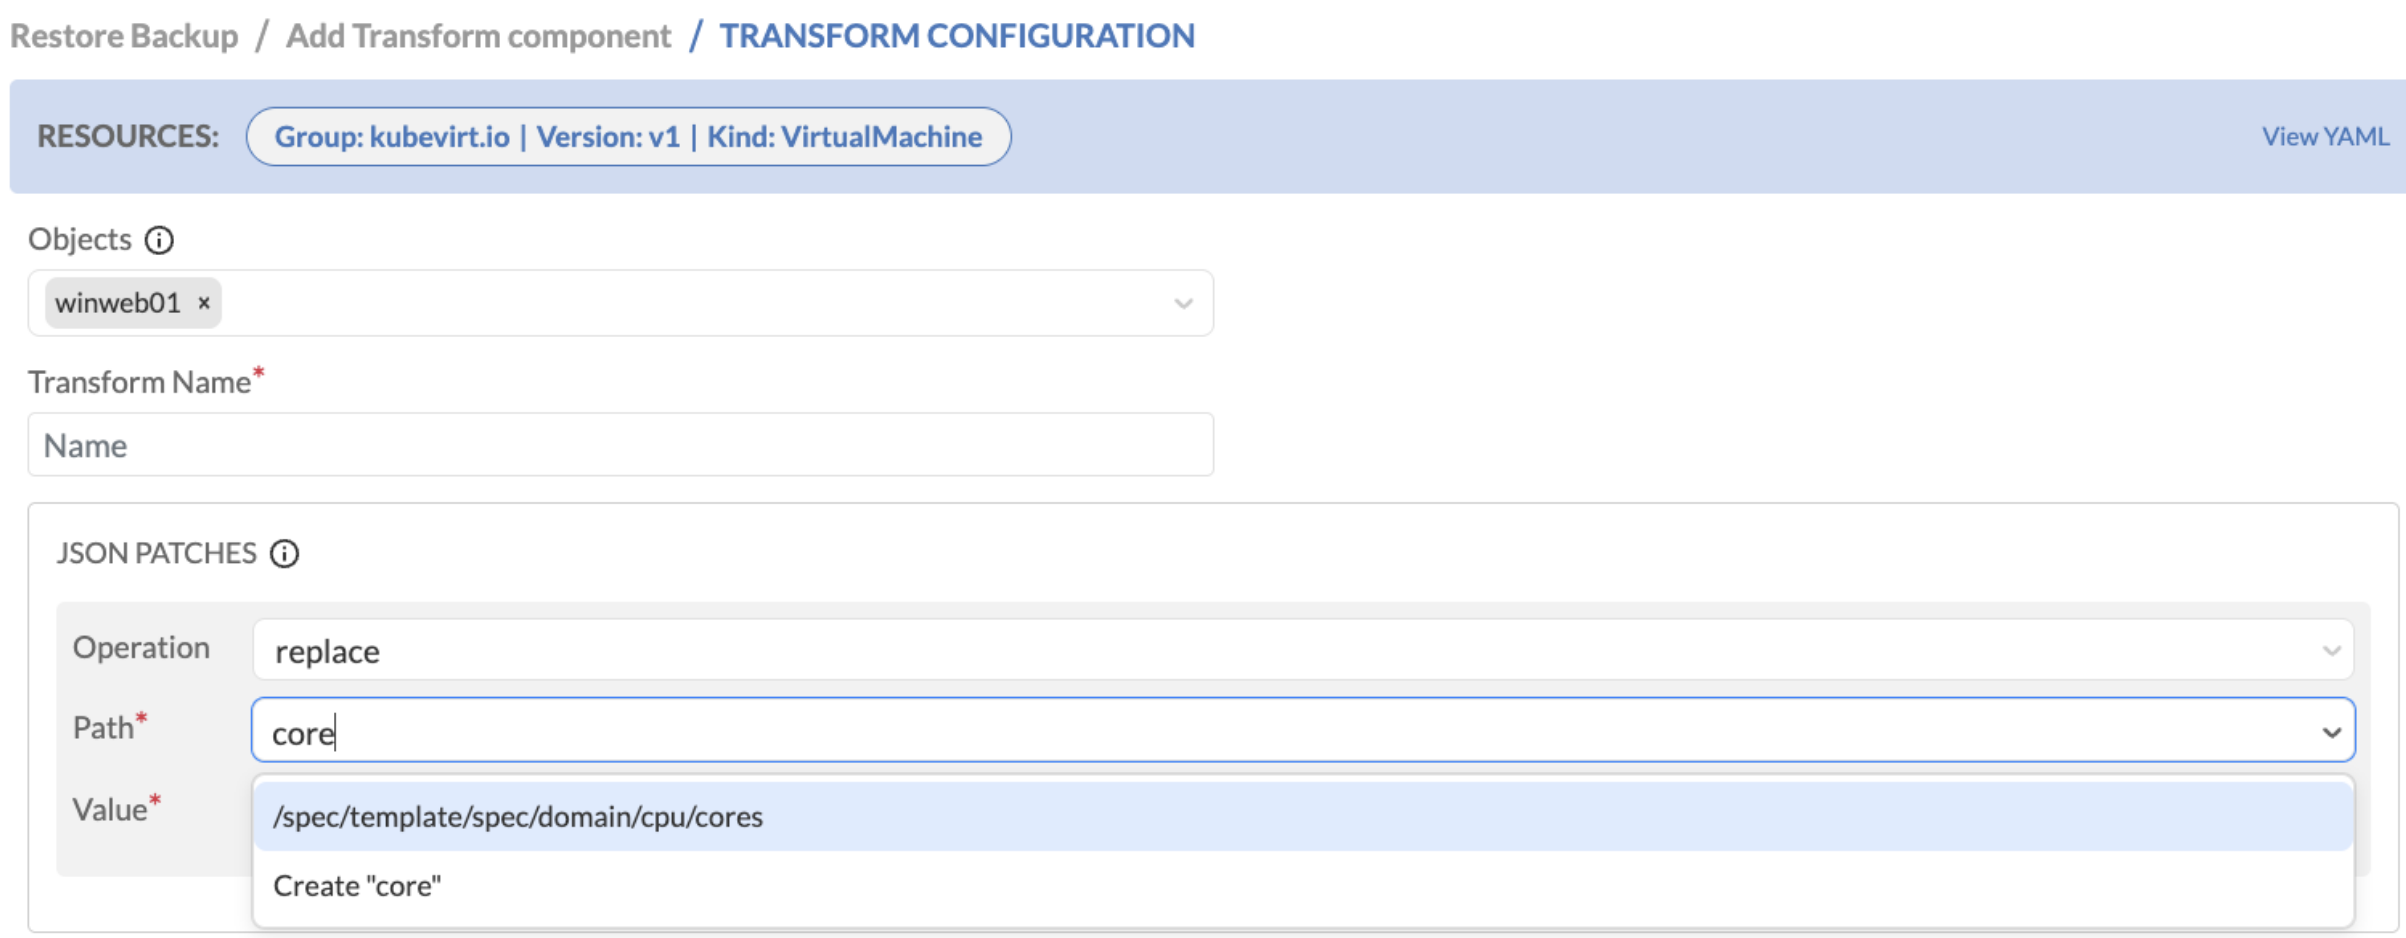 Restore Backup / Add Transform component / TRANSFORM CONFIGURATION
RESOURCES: Group: kubevirt.io | Version: v1 | Kind: VirtualMachine View YAML
Objects
winweb01 ×
Transform Name*
Name
JSON PATCHES
Operation replace
Path* core
Value* /spec/template/spec/domain/cpu/cores
Create "core"